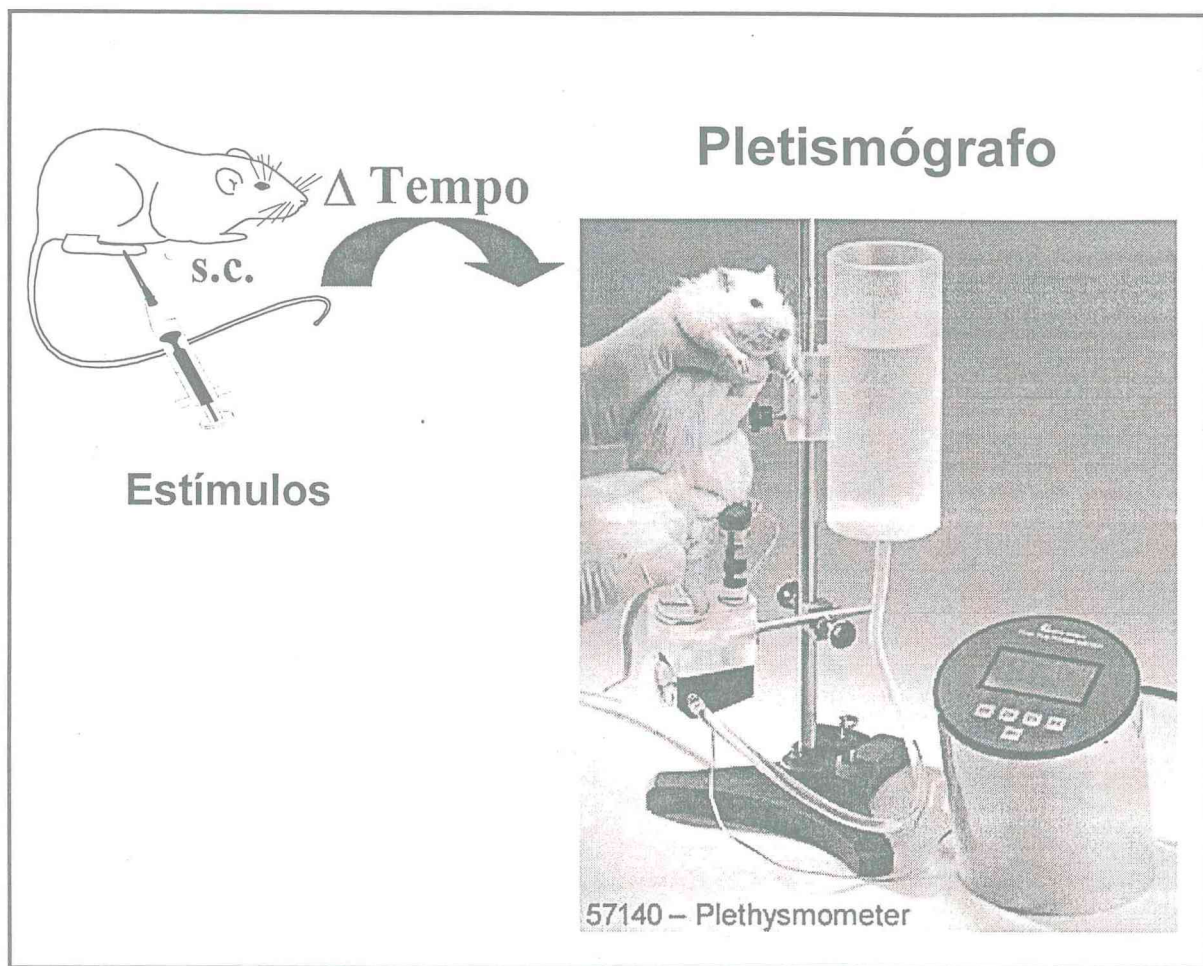 Pletismógrafo
Δ Tempo
s.c.
Estímulos
57140 – Plethysmometer